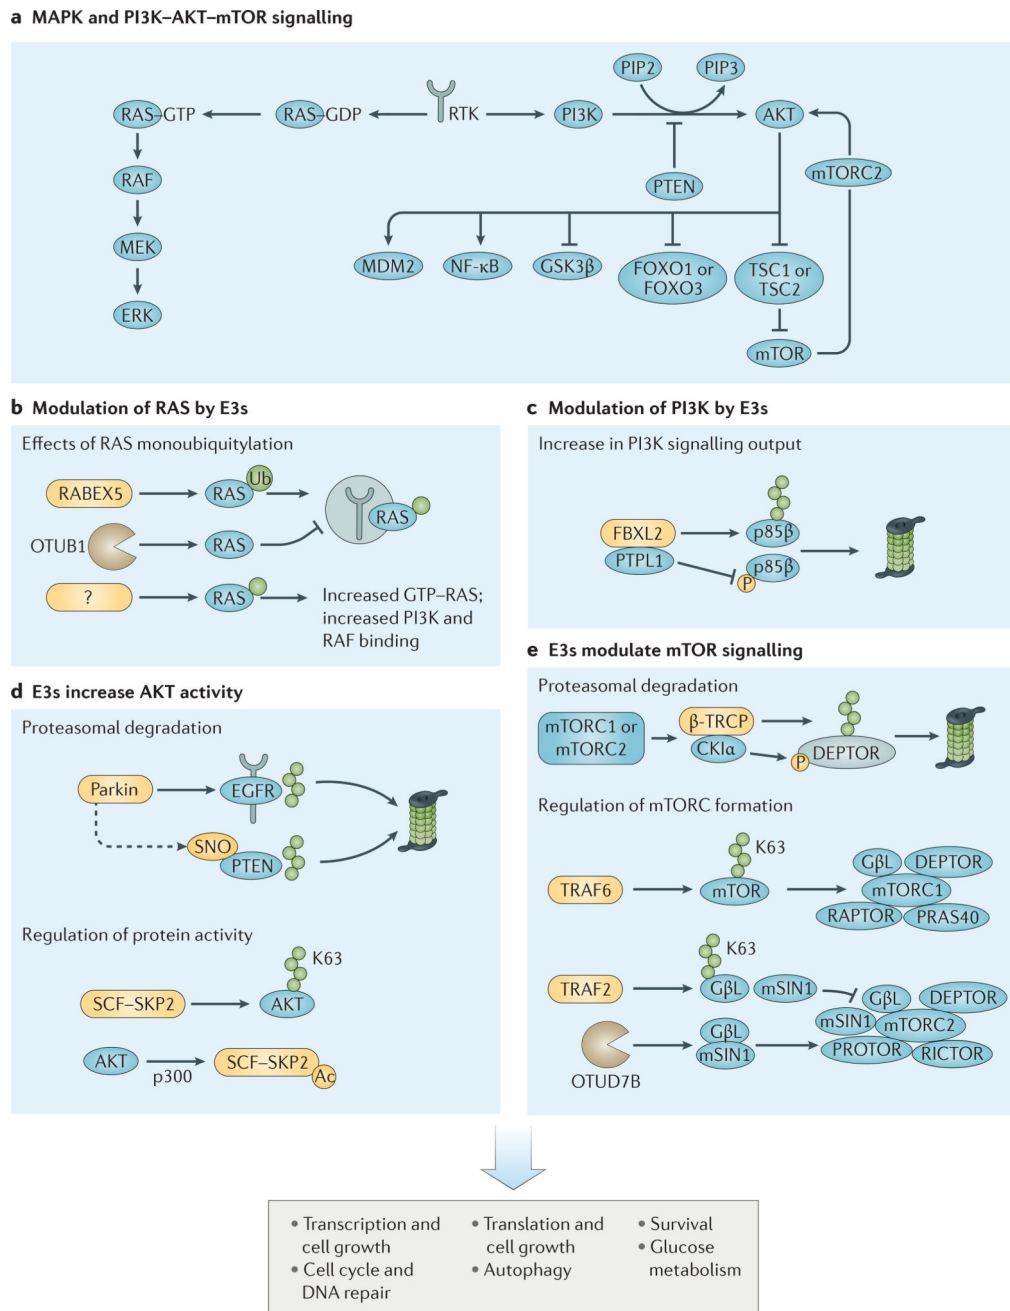 a MAPK and PI3K–AKT–mTOR signalling
PIP2
PIP3
RAS–GTP
RAS–GDP
RTK
PI3K
AKT
RAF
PTEN
mTORC2
MEK
MDM2
NF-κB
GSK3β
FOXO1 or
FOXO3
TSC1 or
TSC2
ERK
mTOR
b Modulation of RAS by E3s
Effects of RAS monoubiquitylation
RABEX5
RAS
Ub
RAS
OTUB1
RAS
?
RAS
Increased GTP–RAS;
increased PI3K and
RAF binding
c Modulation of PI3K by E3s
Increase in PI3K signalling output
FBXL2
PTPL1
p85β
p85β
P
d E3s increase AKT activity
Proteasomal degradation
Parkin
EGFR
SNO
PTEN
Regulation of protein activity
K63
SCF–SKP2
AKT
AKT
p300
SCF–SKP2
Ac
e E3s modulate mTOR signalling
Proteasomal degradation
mTORC1 or
mTORC2
β-TRCP
CKIα
P
DEPTOR
Regulation of mTORC formation
K63
TRAF6
mTOR
GβL
DEPTOR
mTORC1
RAPTOR
PRAS40
K63
TRAF2
GβL
mSIN1
GβL
DEPTOR
mSIN1
mTORC2
PROTOR
RICTOR
GβL
mSIN1
OTUD7B
• Transcription and
cell growth
• Cell cycle and
DNA repair
• Translation and
cell growth
• Autophagy
• Survival
• Glucose
metabolism